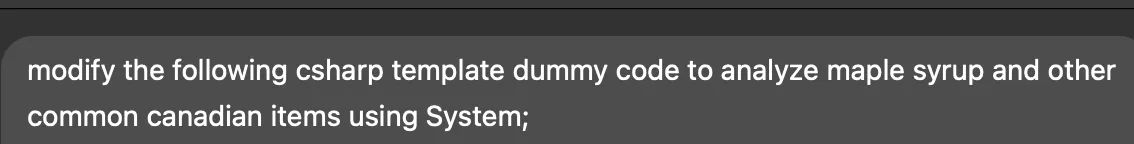 modify the following csharp template dummy code to analyze maple syrup and other
common canadian items using System;